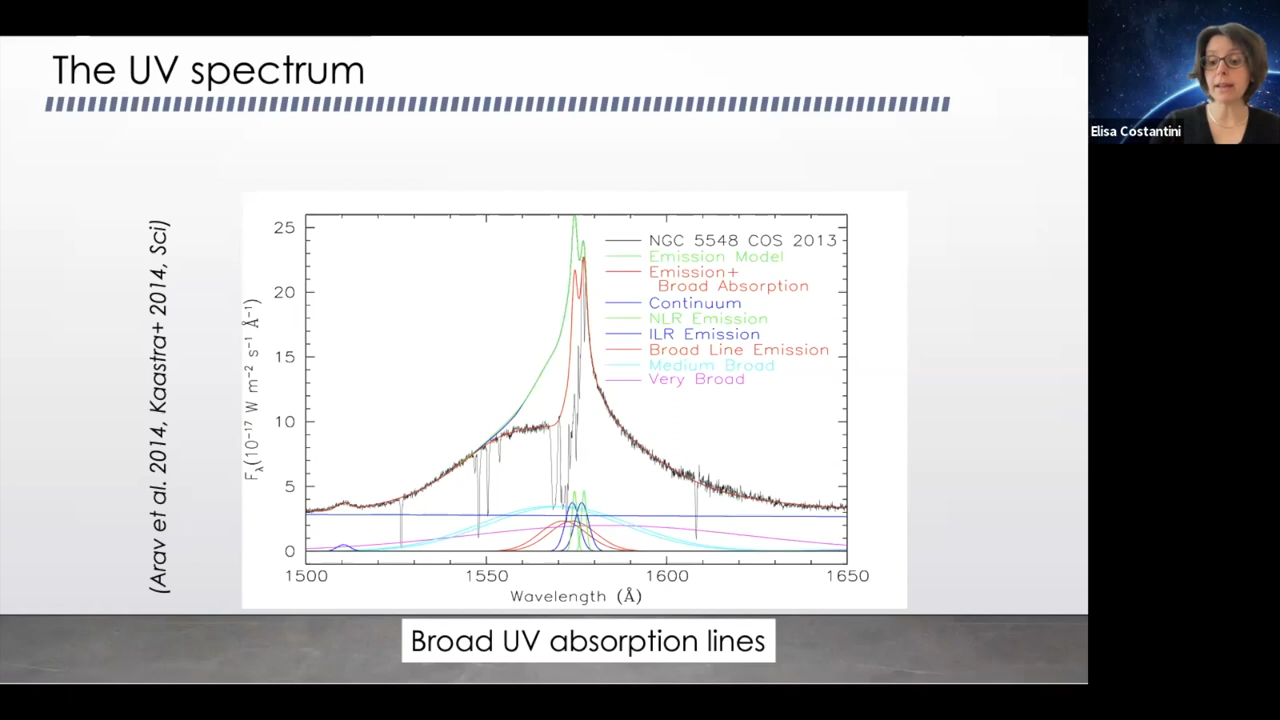 The UV spectrum
Elisa Costantini
(Arav et al. 2014, Kaastra+ 2014, Sci)
NGC 5548 COS 2013
Emission Model
Emission+
Broad Absorption
Continuum
NLR Emission
ILR Emission
Broad Line Emission
Medium Broad
Very Broad
25
20
15
10
5
0
Fλ(10⁻¹⁷ W m⁻² s⁻¹ Å⁻¹)
1500 1550 1600 1650
Wavelength (Å)
Broad UV absorption lines